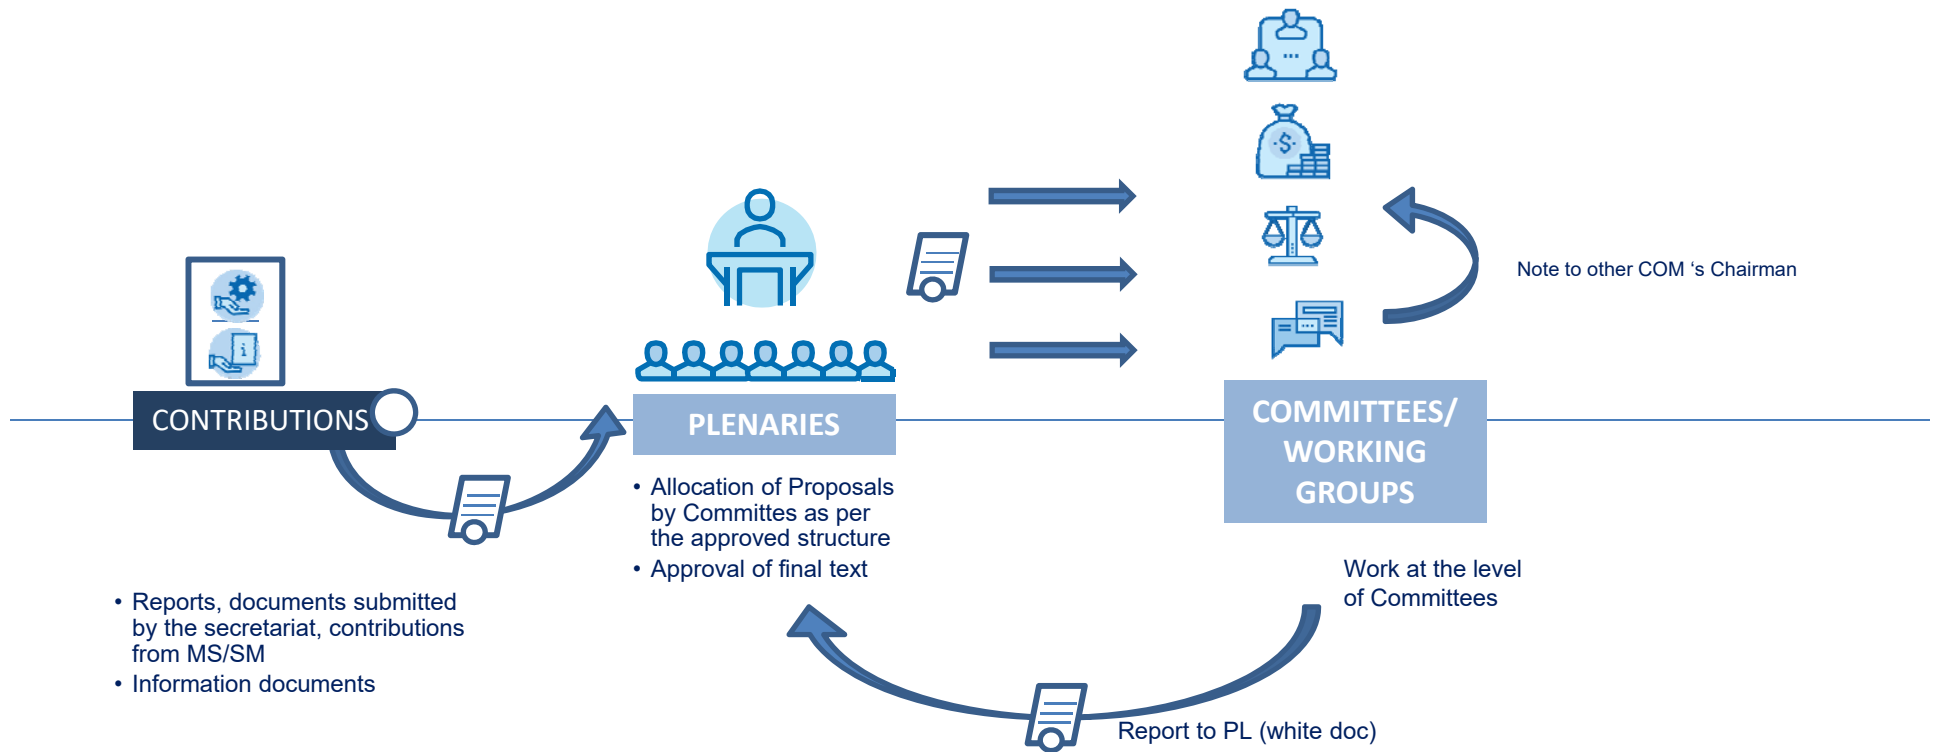 CONTRIBUTIONS
• Reports, documents submitted
by the secretariat, contributions
from MS/SM
• Information documents
PLENARIES
• Allocation of Proposals
by Committes as per
the approved structure
• Approval of final text
$
i
Note to other COM ‘s Chairman
COMMITTEES/
WORKING
GROUPS
Work at the level
of Committees
Report to PL (white doc)